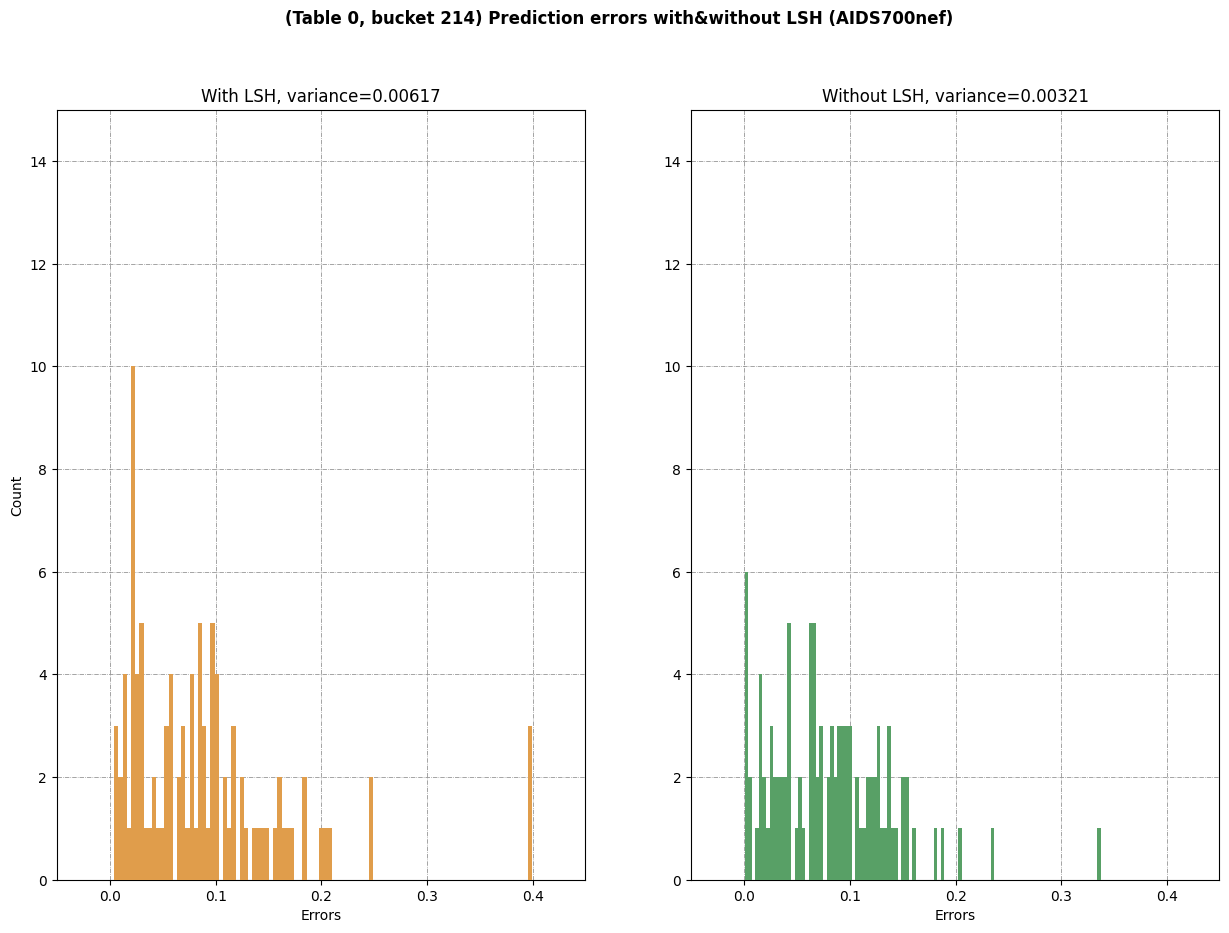 (Table 0, bucket 214) Prediction errors with&without LSH (AIDS700nef)
With LSH, variance=0.00617
Count
14
12
10
8
6
4
2
0
0.0 0.1 0.2 0.3 0.4
Errors
Without LSH, variance=0.00321
14
12
10
8
6
4
2
0
0.0 0.1 0.2 0.3 0.4
Errors